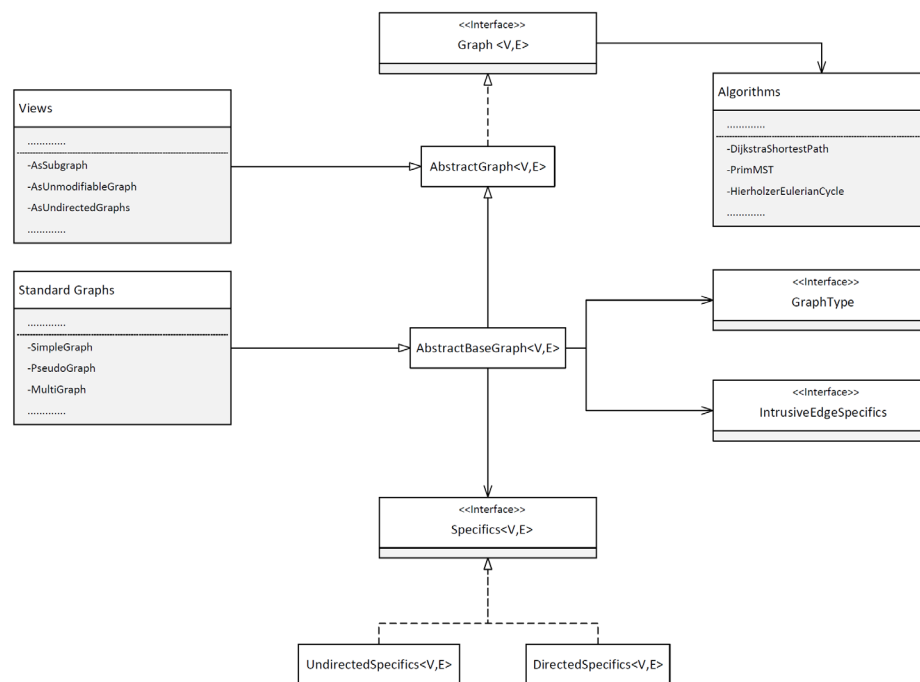 <<Interface>>
Graph <V,E>
Views
.............
-AsSubgraph
-AsUnmodifiableGraph
-AsUndirectedGraphs
.............
AbstractGraph<V,E>
Algorithms
.............
-DijkstraShortestPath
-PrimMST
-HierholzerEulerianCycle
.............
Standard Graphs
.............
-SimpleGraph
-PseudoGraph
-MultiGraph
.............
AbstractBaseGraph<V,E>
<<Interface>>
GraphType
<<Interface>>
IntrusiveEdgeSpecifics
<<Interface>>
Specifics<V,E>
UndirectedSpecifics<V,E>
DirectedSpecifics<V,E>